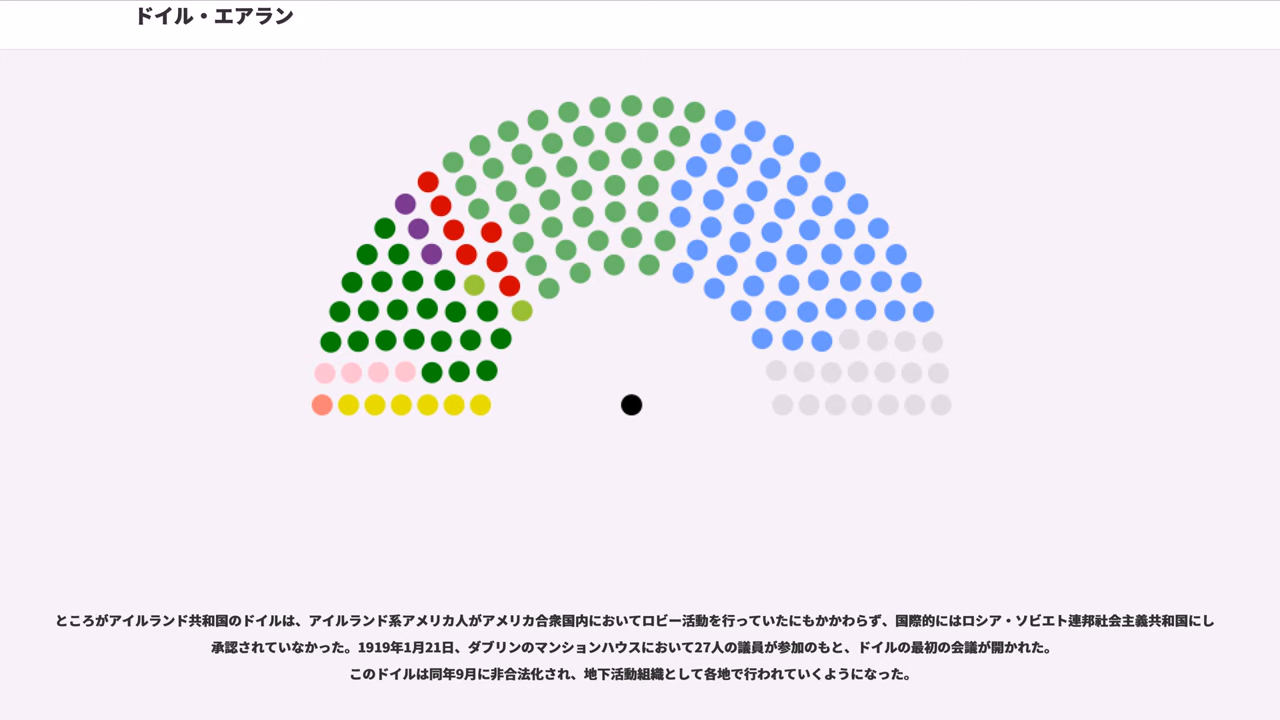 ドイル・エアラン
ところがアイルランド共和国のドイルは、アイルランド系アメリカ人がアメリカ合衆国内においてロビー活動を行っていたにもかかわらず、国際的にはロシア・ソビエト連邦社会主義共和国にし
承認されていなかった。1919年1月21日、ダブリンのマンションハウスにおいて27人の議員が参加のもと、ドイルの最初の会議が開かれた。
このドイルは同年9月に非合法化され、地下活動組織として各地で行われていくようになった。